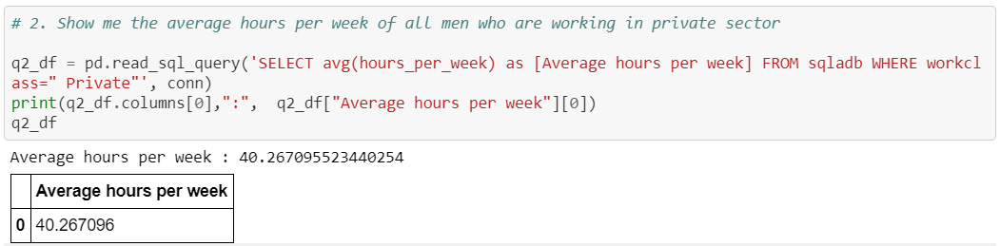 # 2. Show me the average hours per week of all men who are working in private sector
q2_df = pd.read_sql_query('SELECT avg(hours_per_week) as [Average hours per week] FROM sqladb WHERE workcl
ass=" Private"', conn)
print(q2_df.columns[0],":",  q2_df["Average hours per week"][0])
q2_df
Average hours per week : 40.267095523440254
Average hours per week
0 40.267096